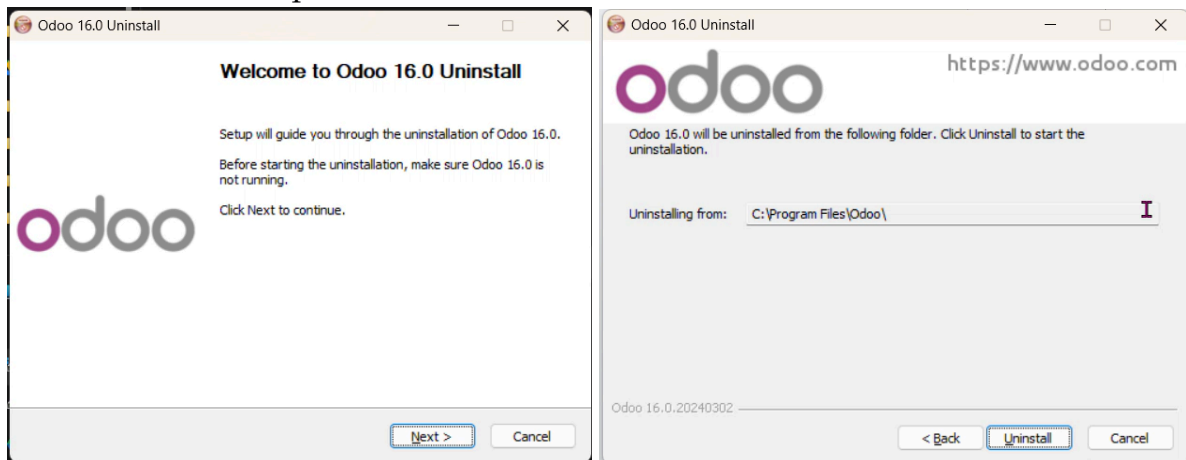 Odoo 16.0 Uninstall
Welcome to Odoo 16.0 Uninstall
Setup will guide you through the uninstallation of Odoo 16.0.
Before starting the uninstallation, make sure Odoo 16.0 is
not running.
Click Next to continue.
odoo
Next >
Cancel
Odoo 16.0 Uninstall
odoo
https://www.odoo.com
Odoo 16.0 will be uninstalled from the following folder. Click Uninstall to start the
uninstallation.
Uninstalling from: C:\Program Files\Odoo\
Odoo 16.0.20240302
< Back
Uninstall
Cancel